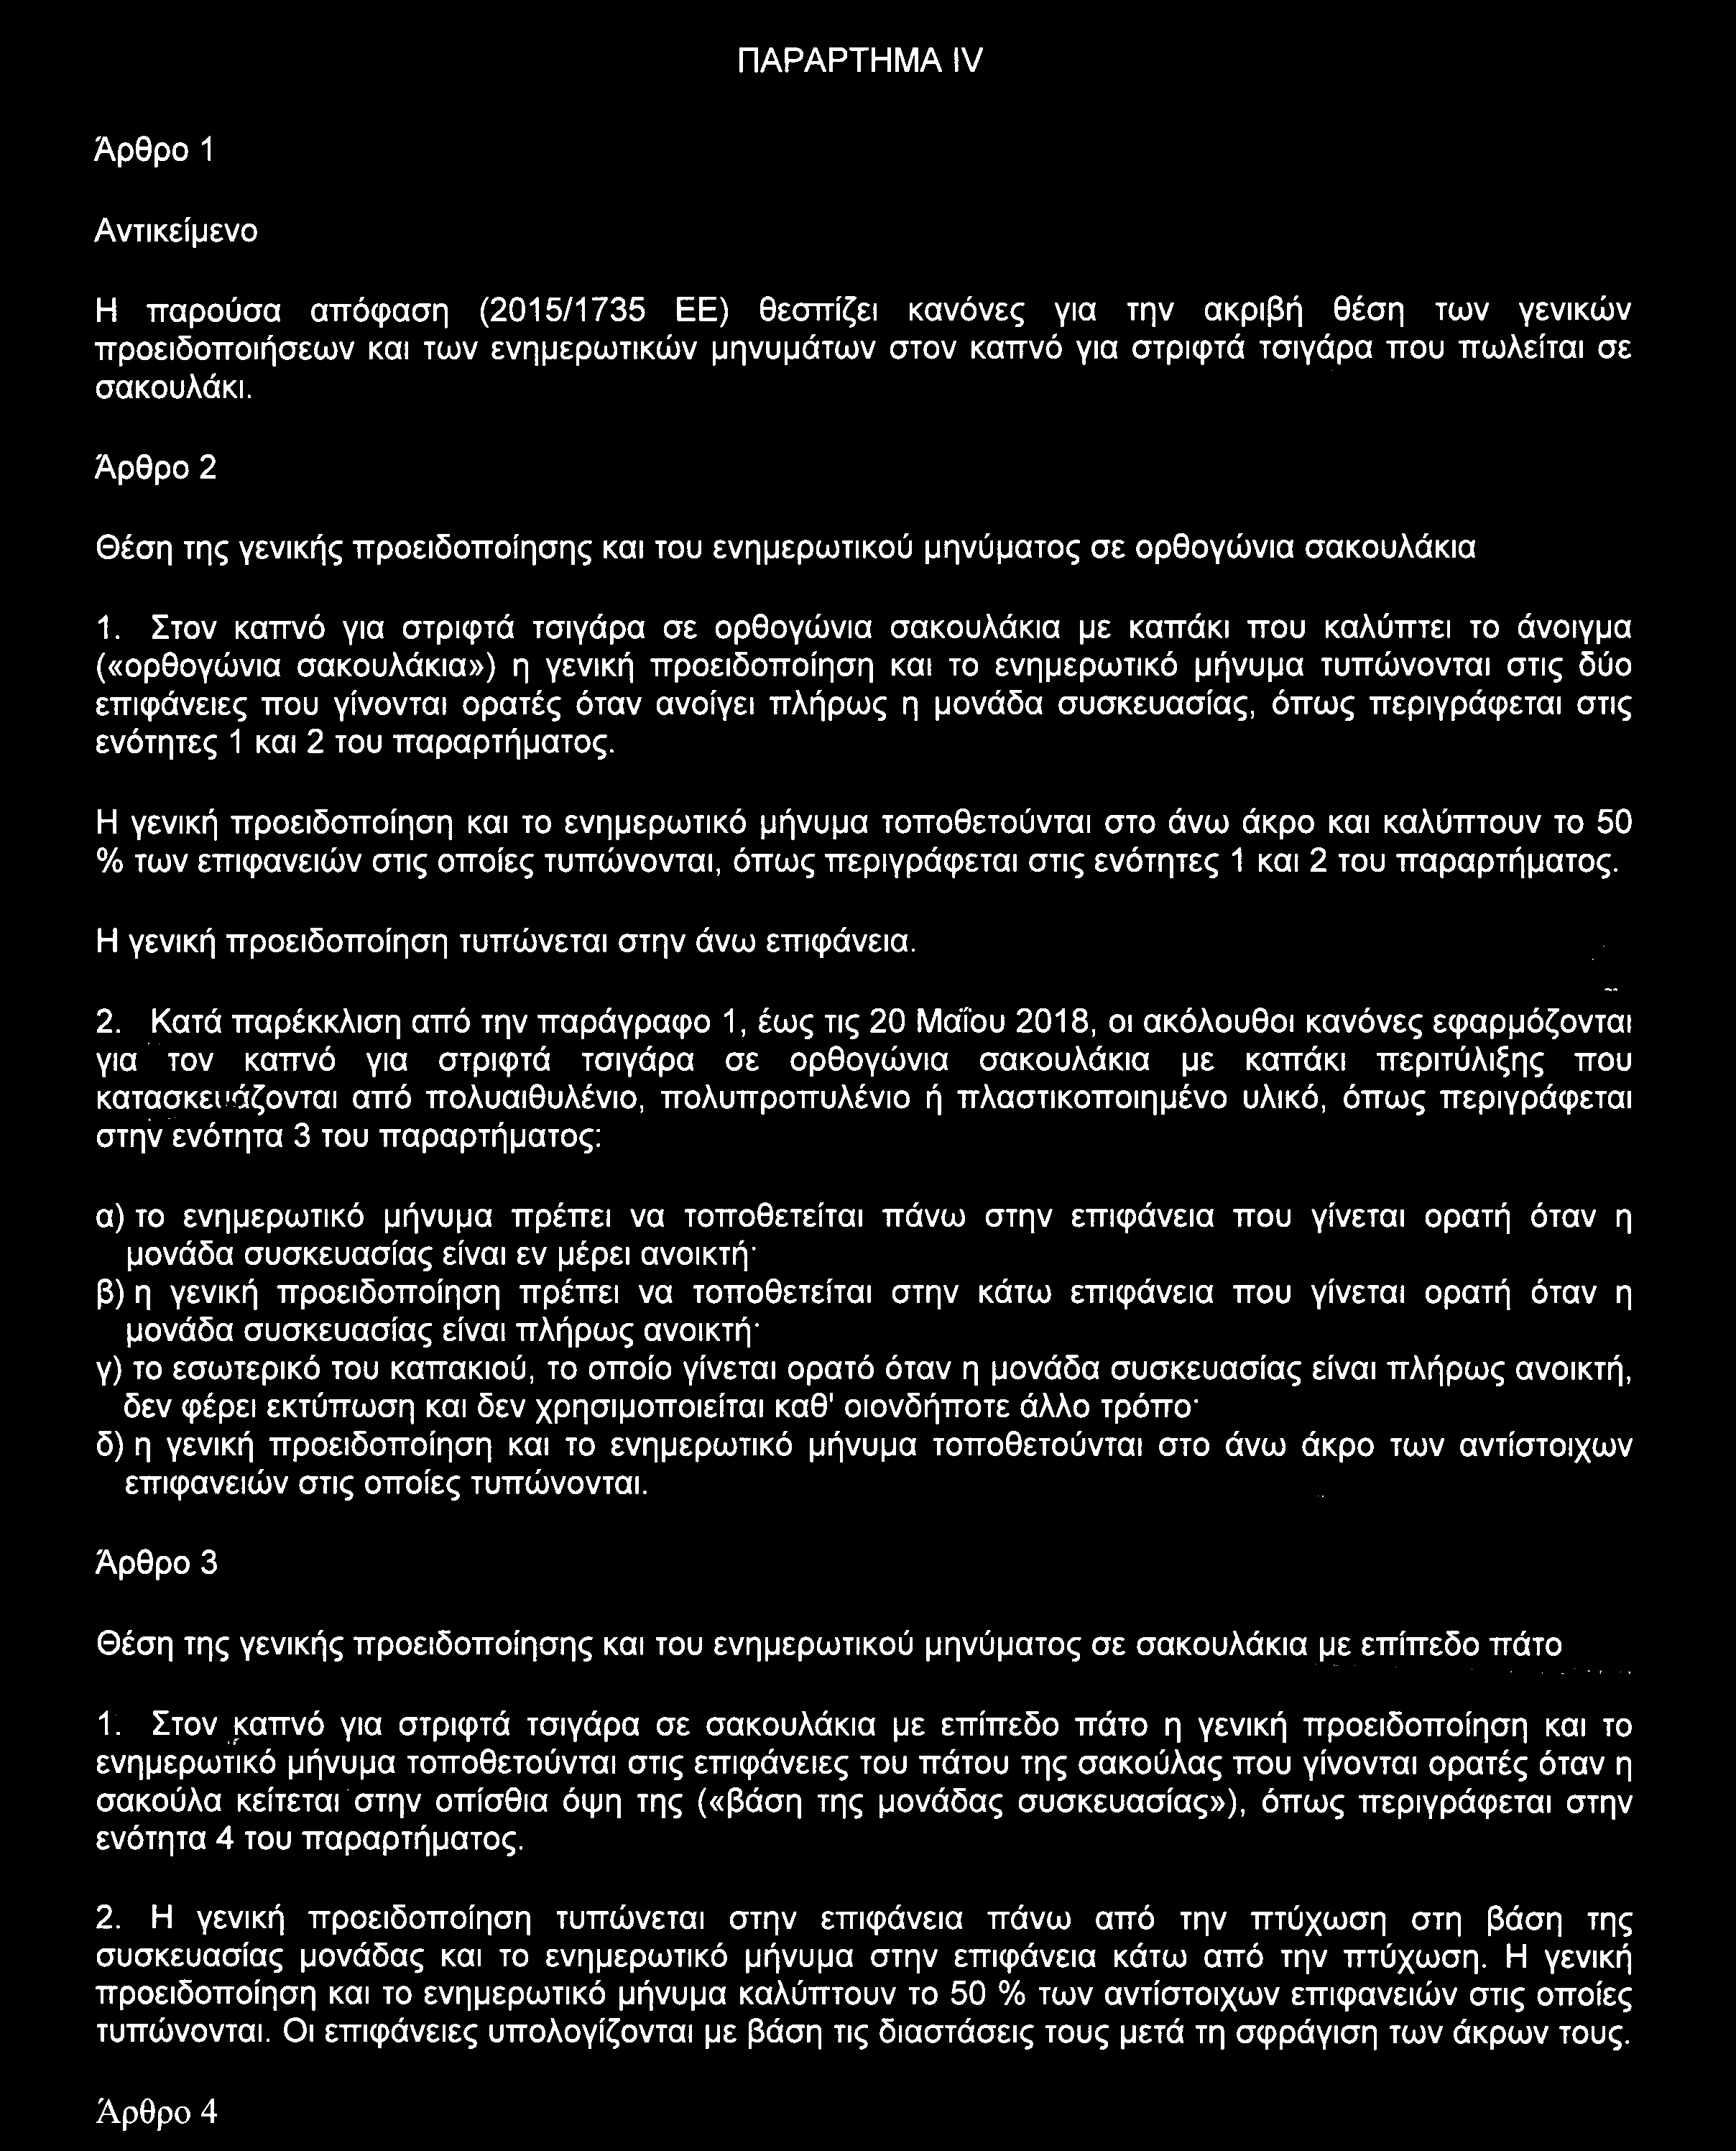 ΠΑΡΑΡΤΗΜΑ IV
Άρθρο 1
Αντικείμενο
Η παρούσα απόφαση (2015/1735 ΕΕ) θεσπίζει κανόνες για την ακριβή θέση των γενικών
προειδοποιήσεων και των ενημερωτικών μηνυμάτων στον καπνό για στριφτά τσιγάρα που πωλείται σε
σακουλάκι.
Άρθρο 2
Θέση της γενικής προειδοποίησης και του ενημερωτικού μηνύματος σε ορθογώνια σακουλάκια
1. Στον καπνό για στριφτά τσιγάρα σε ορθογώνια σακουλάκια με καπάκι που καλύπτει το άνοιγμα
(«ορθογώνια σακουλάκια») η γενική προειδοποίηση και το ενημερωτικό μήνυμα τυπώνονται στις δύο
επιφάνειες που γίνονται ορατές όταν ανοίγει πλήρως η μονάδα συσκευασίας, όπως περιγράφεται στις
ενότητες 1 και 2 του παραρτήματος.
Η γενική προειδοποίηση και το ενημερωτικό μήνυμα τοποθετούνται στο άνω άκρο και καλύπτουν το 50
% των επιφανειών στις οποίες τυπώνονται, όπως περιγράφεται στις ενότητες 1 και 2 του παραρτήματος.
Η γενική προειδοποίηση τυπώνεται στην άνω επιφάνεια.
2. Κατά παρέκκλιση από την παράγραφο 1, έως τις 20 Μαΐου 2018, οι ακόλουθοι κανόνες εφαρμόζονται
για τον καπνό για στριφτά τσιγάρα σε ορθογώνια σακουλάκια με καπάκι περιτύλιξης που
κατασκευάζονται από πολυαιθυλένιο, πολυπροπυλένιο ή πλαστικοποιημένο υλικό, όπως περιγράφεται
στην ενότητα 3 του παραρτήματος:
α) το ενημερωτικό μήνυμα πρέπει να τοποθετείται πάνω στην επιφάνεια που γίνεται ορατή όταν η
μονάδα συσκευασίας είναι εν μέρει ανοικτή·
β) η γενική προειδοποίηση πρέπει να τοποθετείται στην κάτω επιφάνεια που γίνεται ορατή όταν η
μονάδα συσκευασίας είναι πλήρως ανοικτή·
γ) το εσωτερικό του καπακιού, το οποίο γίνεται ορατό όταν η μονάδα συσκευασίας είναι πλήρως ανοικτή,
δεν φέρει εκτύπωση και δεν χρησιμοποιείται καθ' οιονδήποτε άλλο τρόπο·
δ) η γενική προειδοποίηση και το ενημερωτικό μήνυμα τοποθετούνται στο άνω άκρο των αντίστοιχων
επιφανειών στις οποίες τυπώνονται.
Άρθρο 3
Θέση της γενικής προειδοποίησης και του ενημερωτικού μηνύματος σε σακουλάκια με επίπεδο πάτο
1. Στον καπνό για στριφτά τσιγάρα σε σακουλάκια με επίπεδο πάτο η γενική προειδοποίηση και το
ενημερωτικό μήνυμα τοποθετούνται στις επιφάνειες του πάτου της σακούλας που γίνονται ορατές όταν η
σακούλα κείτεται στην οπίσθια όψη της («βάση της μονάδας συσκευασίας»), όπως περιγράφεται στην
ενότητα 4 του παραρτήματος.
2. Η γενική προειδοποίηση τυπώνεται στην επιφάνεια πάνω από την πτύχωση στη βάση της
συσκευασίας μονάδας και το ενημερωτικό μήνυμα στην επιφάνεια κάτω από την πτύχωση. Η γενική
προειδοποίηση και το ενημερωτικό μήνυμα καλύπτουν το 50 % των αντίστοιχων επιφανειών στις οποίες
τυπώνονται. Οι επιφάνειες υπολογίζονται με βάση τις διαστάσεις τους μετά τη σφράγιση των άκρων τους.
Άρθρο 4